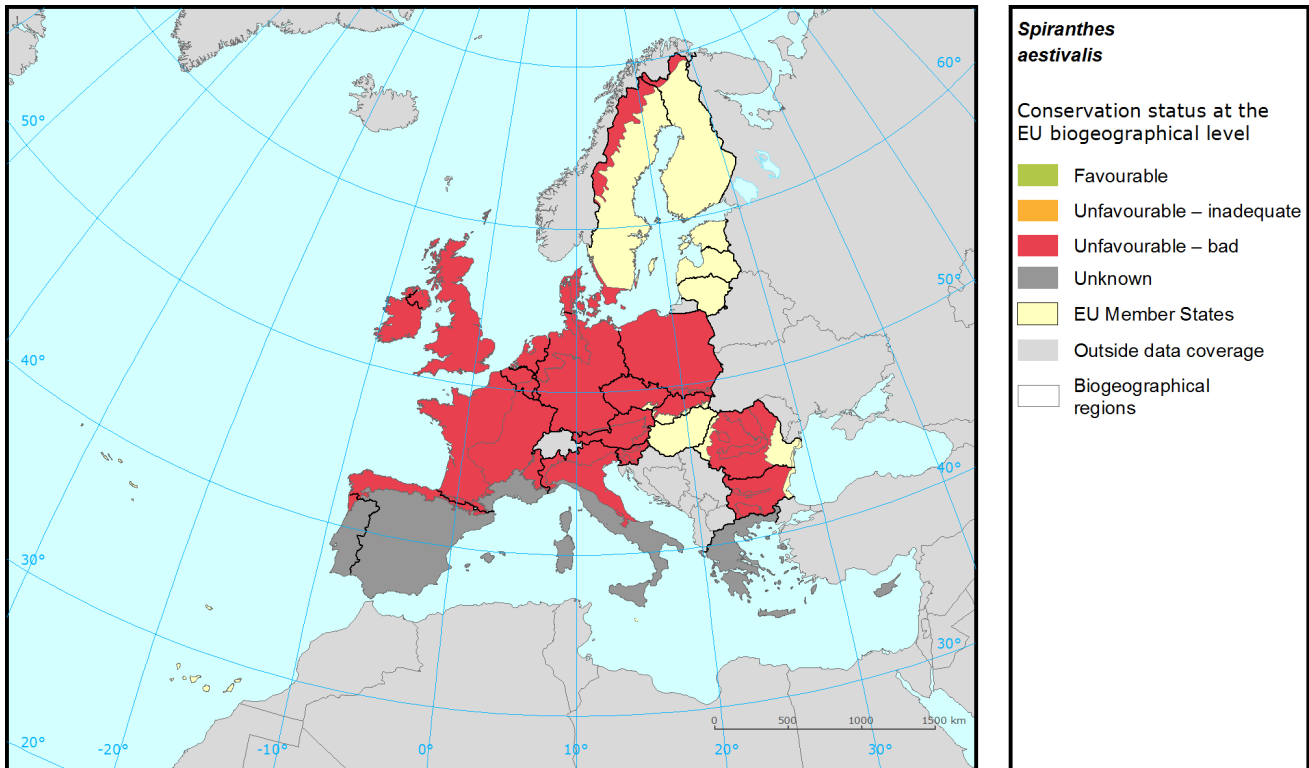 60°
50°
50°
40°
40°
30°
30°
0 500 1000 1500 km
20° -20° -10° 0° 10° 20° 30°
Spiranthes
aestivalis
Conservation status at the
EU biogeographical level
Favourable
Unfavourable – inadequate
Unfavourable – bad
Unknown
EU Member States
Outside data coverage
Biogeographical
regions